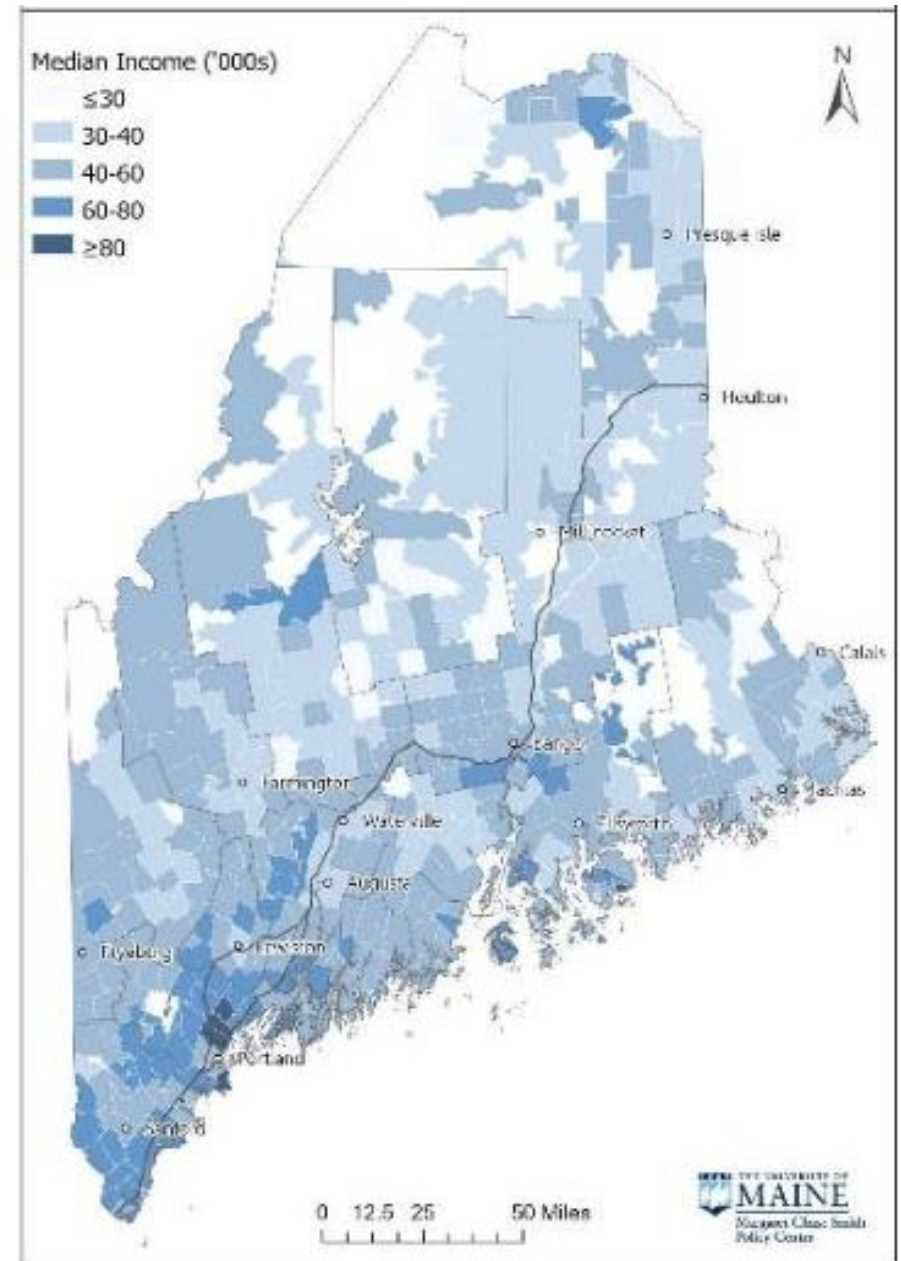 Median Income ('000s)
≤30
30-40
40-60
60-80
≥80
N
Presque Isle
Houlton
Millinocket
Calais
Bangor
Farmington
Machias
Waterville
Ellsworth
Augusta
Fryeburg
Lewiston
Portland
Sanford
THE UNIVERSITY OF
MAINE
Margaret Chase Smith
Policy Center
0 12.5 25 50 Miles